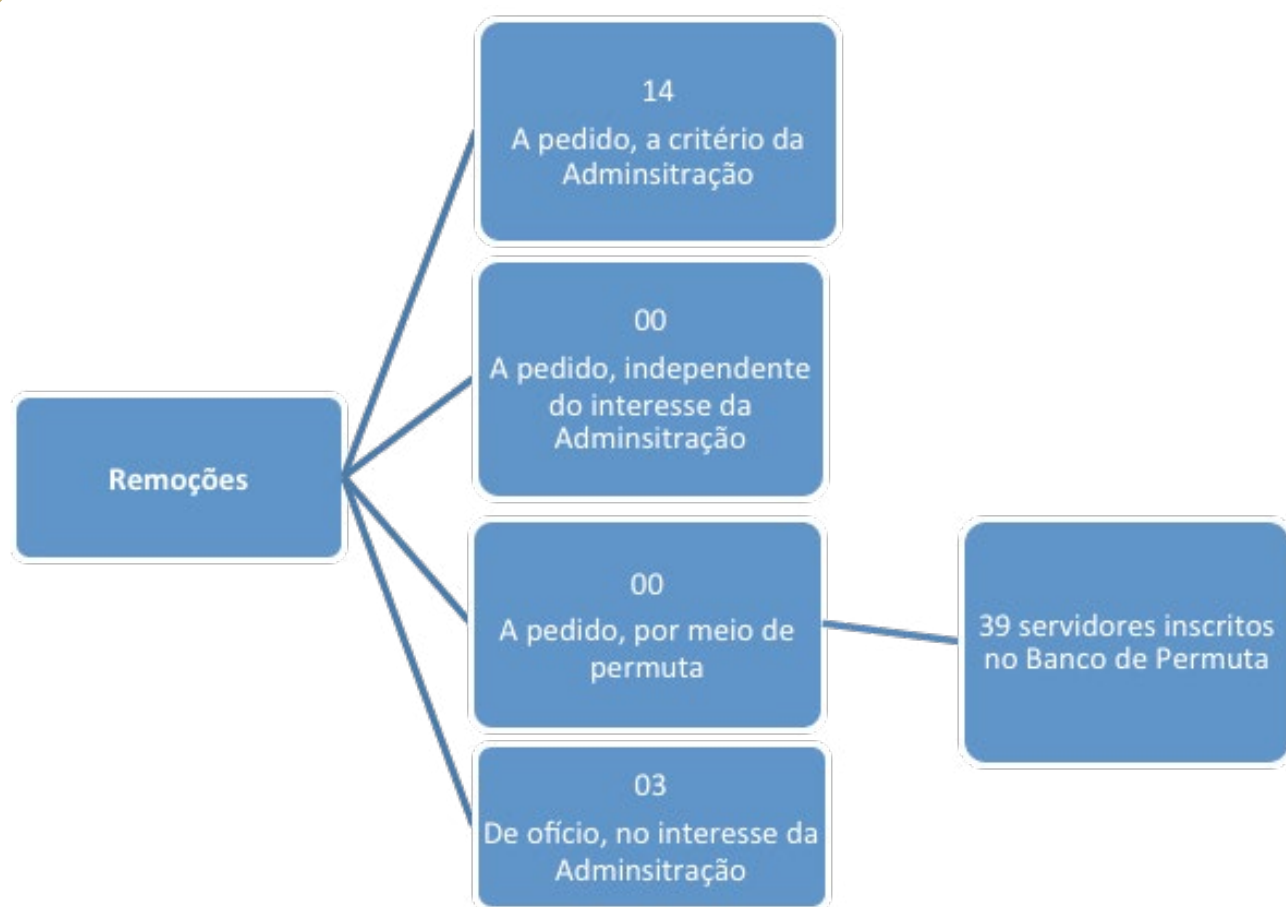 14
A pedido, a critério da
Adminsitração
00
A pedido, independente
do interesse da
Adminsitração
Remoções
00
A pedido, por meio de
permuta
39 servidores inscritos
no Banco de Permuta
03
De ofício, no interesse da
Adminsitração